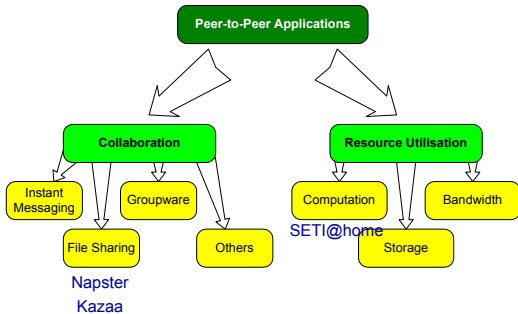 Peer-to-Peer Applications
Collaboration
Resource Utilisation
Instant
Messaging
Groupware
Computation
Bandwidth
SETI@home
File Sharing
Others
Storage
Napster
Kazaa